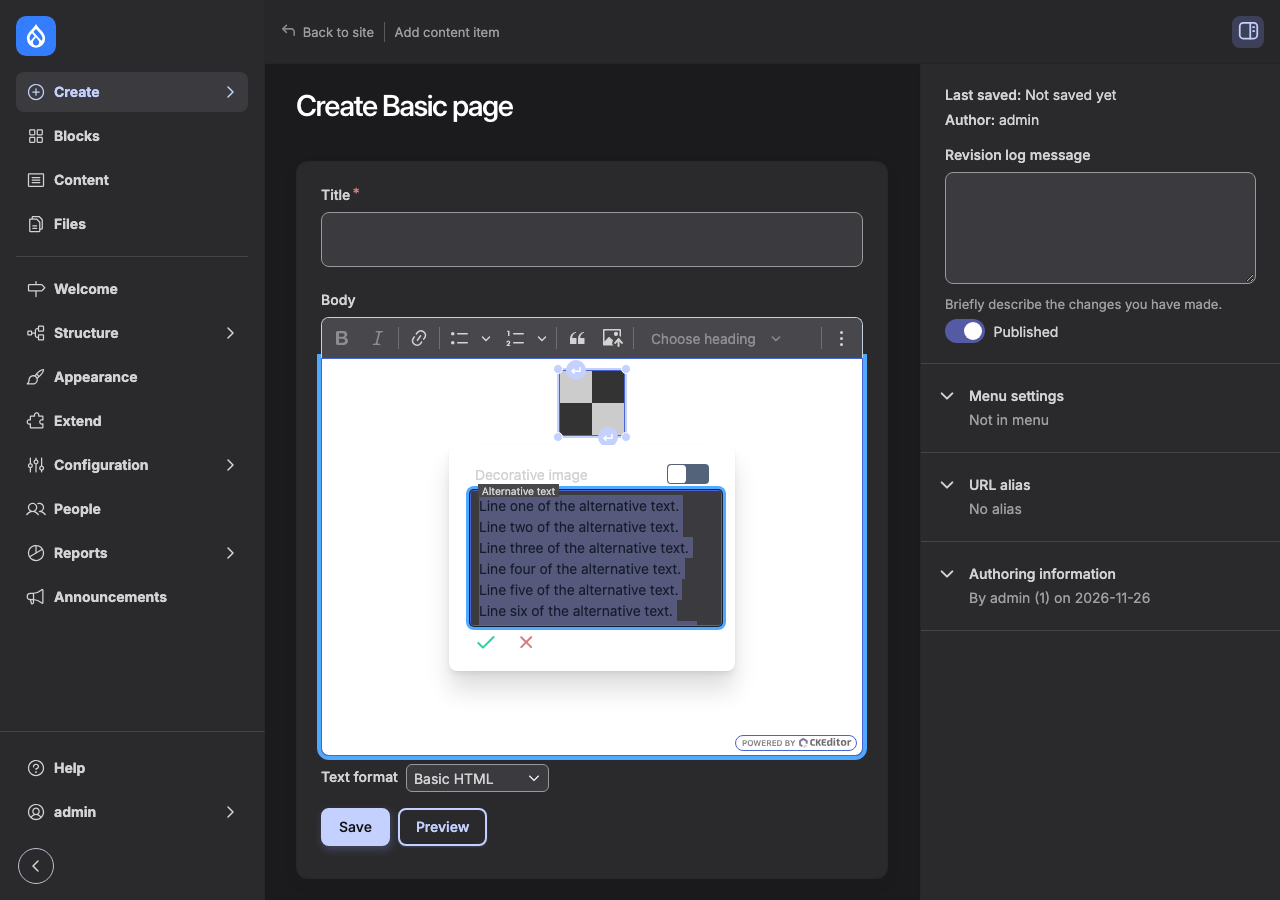 Create
Blocks
Content
Files
Welcome
Structure
Appearance
Extend
Configuration
People
Reports
Announcements
Help
admin
Back to site
Add content item
Create Basic page
Title *
Body
B I
Choose heading
Decorative image
Alternative text
Line one of the alternative text.
Line two of the alternative text.
Line three of the alternative text.
Line four of the alternative text.
Line five of the alternative text.
Line six of the alternative text.
POWERED BY CKEditor
Text format
Basic HTML
Save
Preview
Last saved: Not saved yet
Author: admin
Revision log message
Briefly describe the changes you have made.
Published
Menu settings
Not in menu
URL alias
No alias
Authoring information
By admin (1) on 2026-11-26